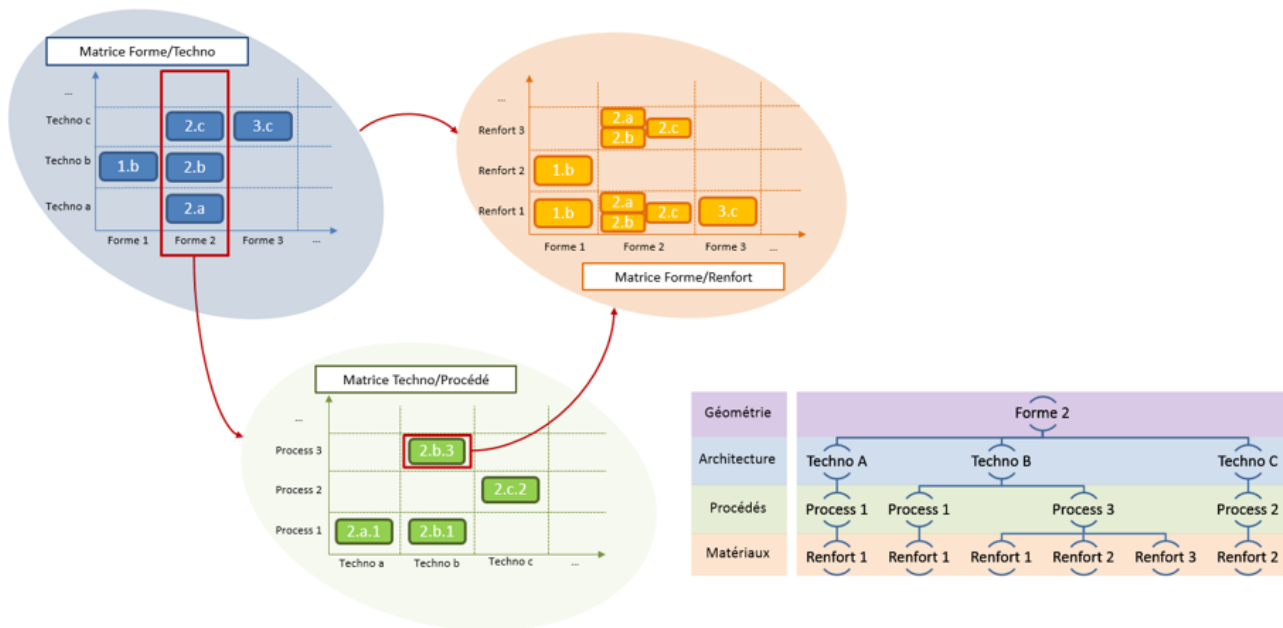 Matrice Forme/Techno
...
Techno c
2.c
3.c
Techno b
1.b
2.b
Techno a
2.a
Forme 1
Forme 2
Forme 3
...
...
Renfort 3
2.a
2.b
2.c
Renfort 2
1.b
Renfort 1
1.b
2.a
2.b
2.c
3.c
Forme 1
Forme 2
Forme 3
...
Matrice Forme/Renfort
Matrice Techno/Procédé
...
Process 3
2.b.3
Process 2
2.c.2
Process 1
2.a.1
2.b.1
Techno a
Techno b
Techno c
...
Géométrie
Forme 2
Architecture
Techno A
Techno B
Techno C
Procédés
Process 1
Process 1
Process 3
Process 2
Matériaux
Renfort 1
Renfort 1
Renfort 1
Renfort 2
Renfort 3
Renfort 2